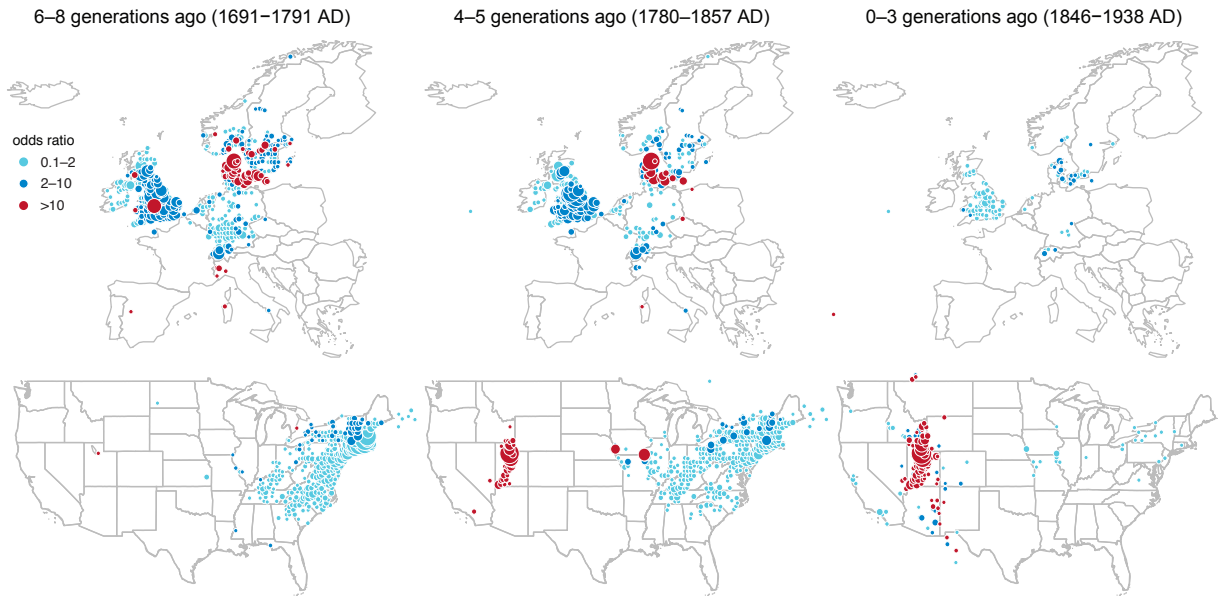 6–8 generations ago (1691−1791 AD)
4–5 generations ago (1780–1857 AD)
0–3 generations ago (1846−1938 AD)
odds ratio
0.1–2
2–10
>10